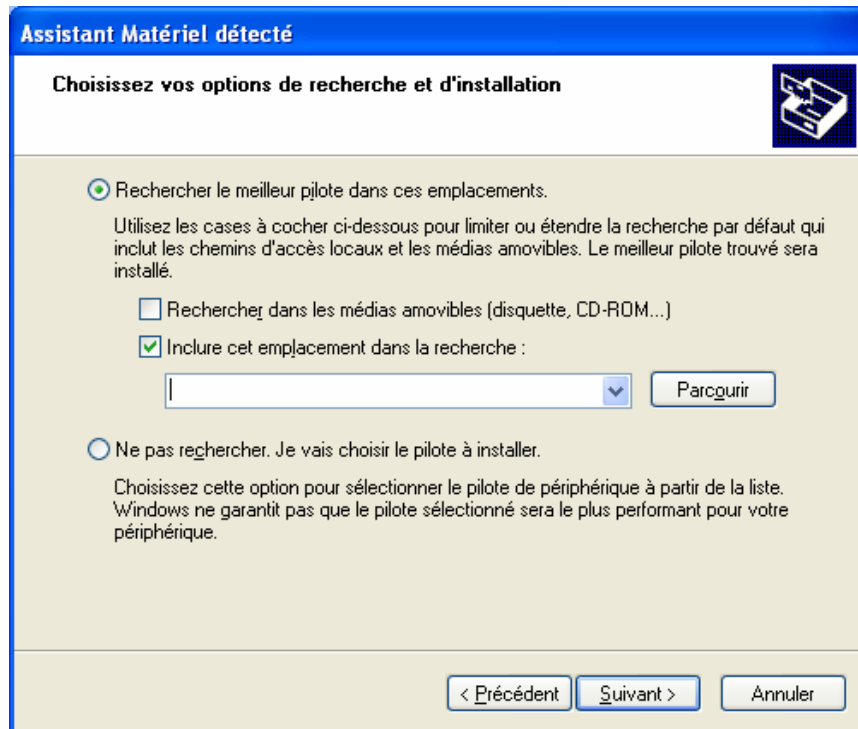 Assistant Matériel détecté
Choisissez vos options de recherche et d'installation
Rechercher le meilleur pilote dans ces emplacements.
Utilisez les cases à cocher ci-dessous pour limiter ou étendre la recherche par défaut qui
inclut les chemins d'accès locaux et les médias amovibles. Le meilleur pilote trouvé sera
installé.
Rechercher dans les médias amovibles (disquette, CD-ROM...)
Inclure cet emplacement dans la recherche :
Parcourir
Ne pas rechercher. Je vais choisir le pilote à installer.
Choisissez cette option pour sélectionner le pilote de périphérique à partir de la liste.
Windows ne garantit pas que le pilote sélectionné sera le plus performant pour votre
périphérique.
< Précédent Suivant > Annuler